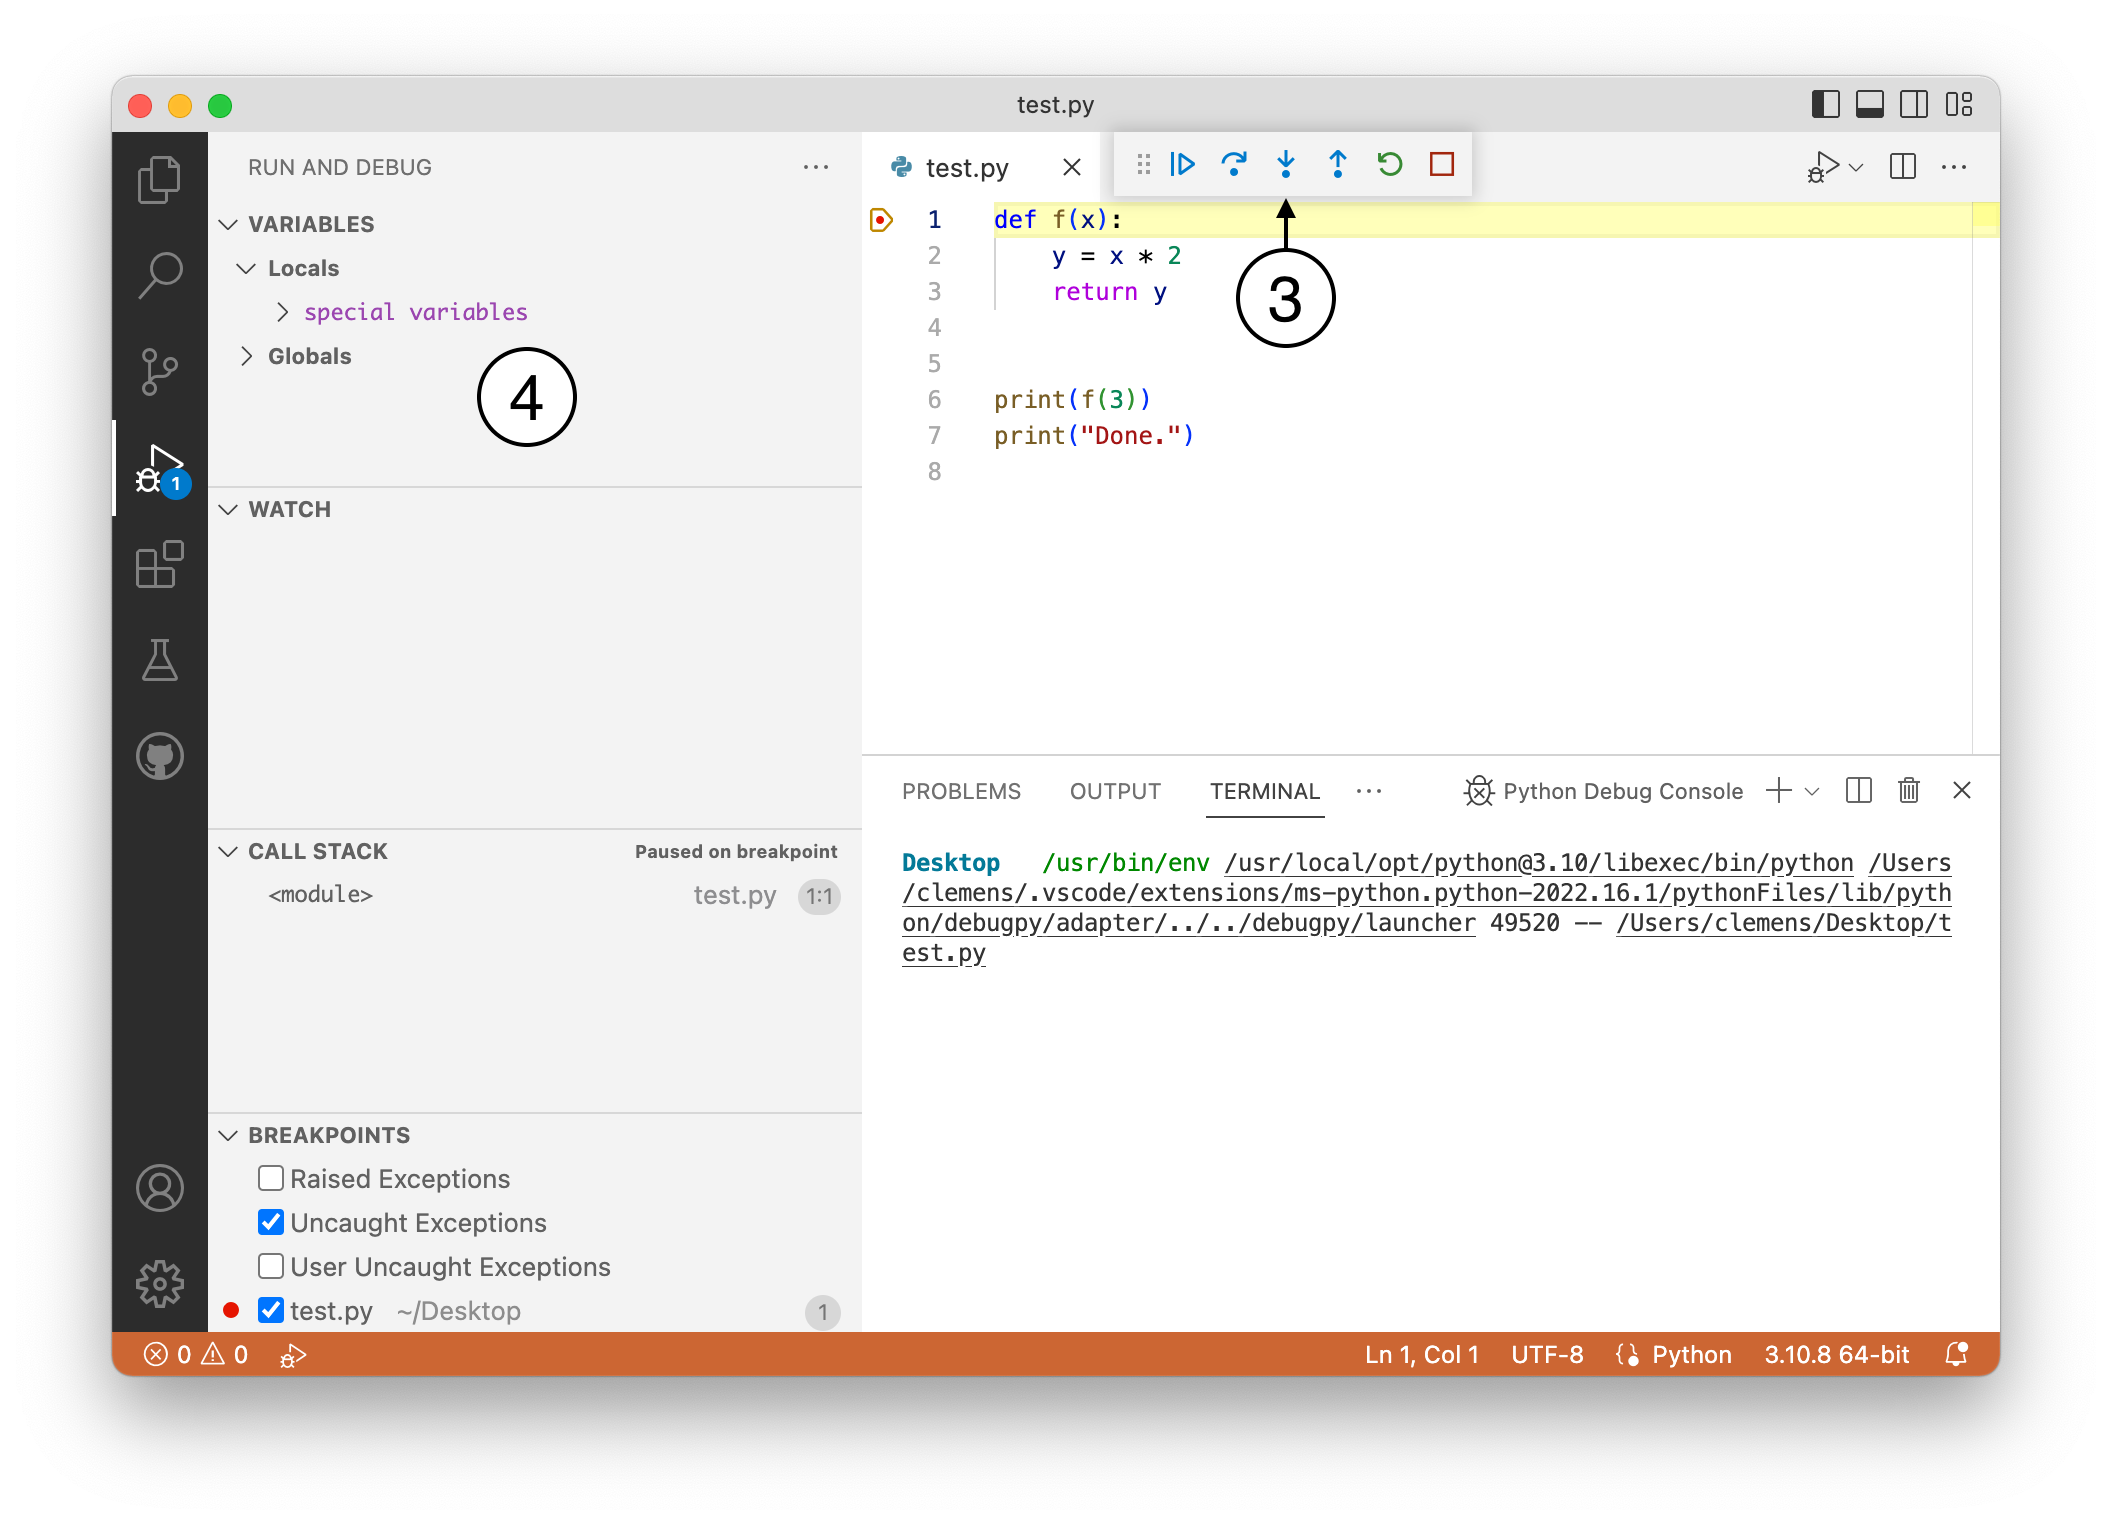 test.py
RUN AND DEBUG
VARIABLES
Locals
special variables
Globals
4
1
WATCH
CALL STACK Paused on breakpoint
<module> test.py 1:1
BREAKPOINTS
Raised Exceptions
Uncaught Exceptions
User Uncaught Exceptions
test.py ~/Desktop 1
test.py
1 def f(x):
2     y = x * 2
3     return y
4
5
6 print(f(3))
7 print("Done.")
8
3
PROBLEMS OUTPUT TERMINAL Python Debug Console
Desktop /usr/bin/env /usr/local/opt/python@3.10/libexec/bin/python /Users
/clemens/.vscode/extensions/ms-python.python-2022.16.1/pythonFiles/lib/pyth
on/debugpy/adapter/../../debugpy/launcher 49520 -- /Users/clemens/Desktop/t
est.py
0 0 Ln 1, Col 1 UTF-8 Python 3.10.8 64-bit